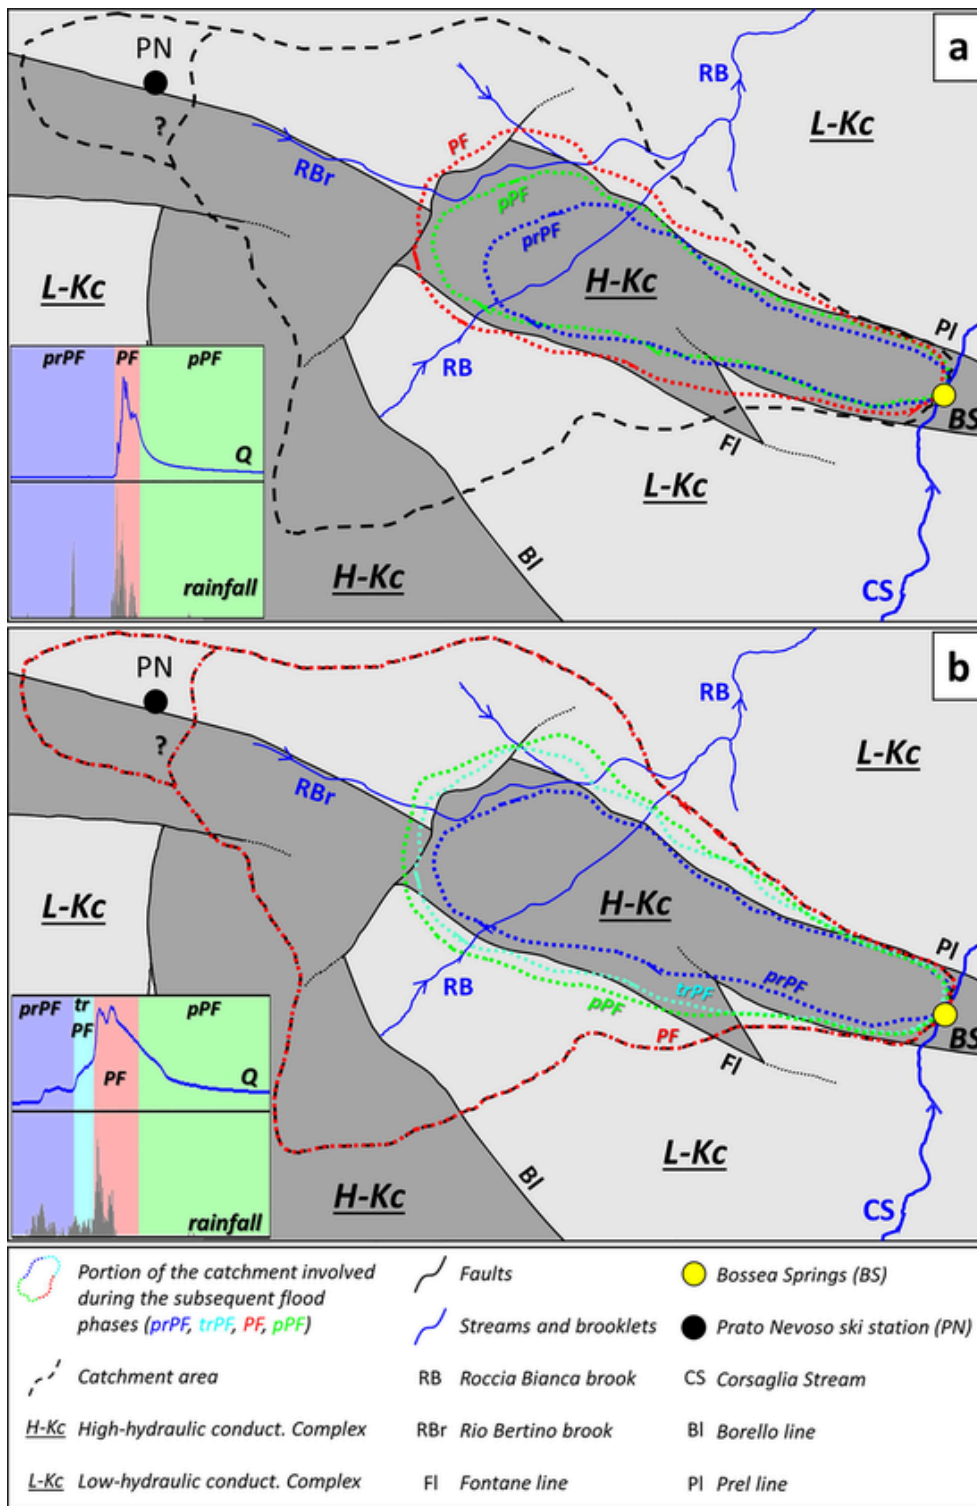 a
PN
?
RB
L-Kc
PF
RBr
pPF
prPF
H-Kc
L-Kc
Pl
prPF PF pPF
RB
BS
Q
Fl
L-Kc
rainfall
Bl
H-Kc
CS
b
PN
RB
?
L-Kc
RBr
L-Kc
H-Kc
Pl
prPF
RB
trPF
pPF
prPF tr PF pPF
BS
PF
Q
PF
Fl
L-Kc
Bl
H-Kc
rainfall
CS
Portion of the catchment involved
during the subsequent flood
phases (prPF, trPF, PF, pPF)
Catchment area
H-Kc High-hydraulic conduct. Complex
L-Kc Low-hydraulic conduct. Complex
Faults
Streams and brooklets
RB Roccia Bianca brook
RBr Rio Bertino brook
Fl Fontane line
Bossea Springs (BS)
Prato Nevoso ski station (PN)
CS Corsaglia Stream
Bl Borello line
Pl Prel line